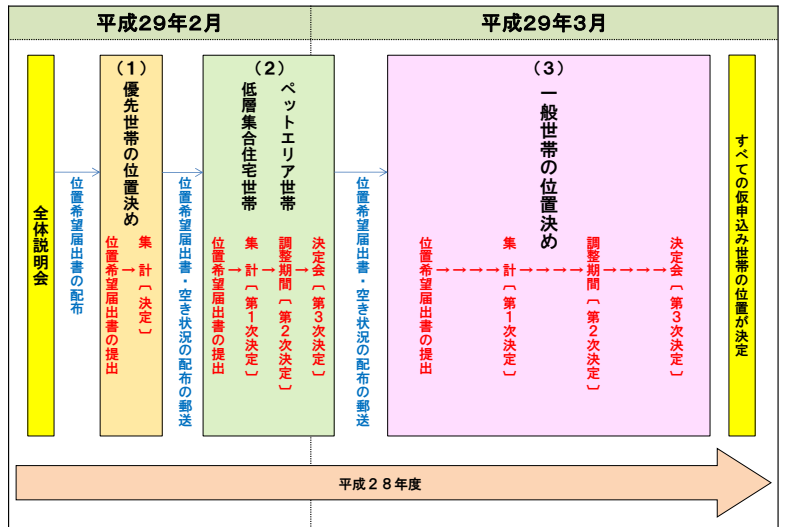 平成29年2月
平成29年3月
全体説明会
位置希望届出書の配布
(1)
優先世帯の位置決め
位置希望届出書の提出
→→
集 計〔決定〕
位置希望届出書・空き状況の配布の郵送
(2)
ペットエリア世帯
低層集合住宅世帯
位置希望届出書の提出
→
集 計〔第1次決定〕
→
調整期間〔第2次決定〕
→
決定会〔第3次決定〕
位置希望届出書・空き状況の配布の郵送
(3)
一般世帯の位置決め
位置希望届出書の提出
→→→→
集 計〔第1次決定〕
→→→→
調整期間〔第2次決定〕
→→→→
決定会〔第3次決定〕
すべての仮申込み世帯の位置が決定
平成28年度